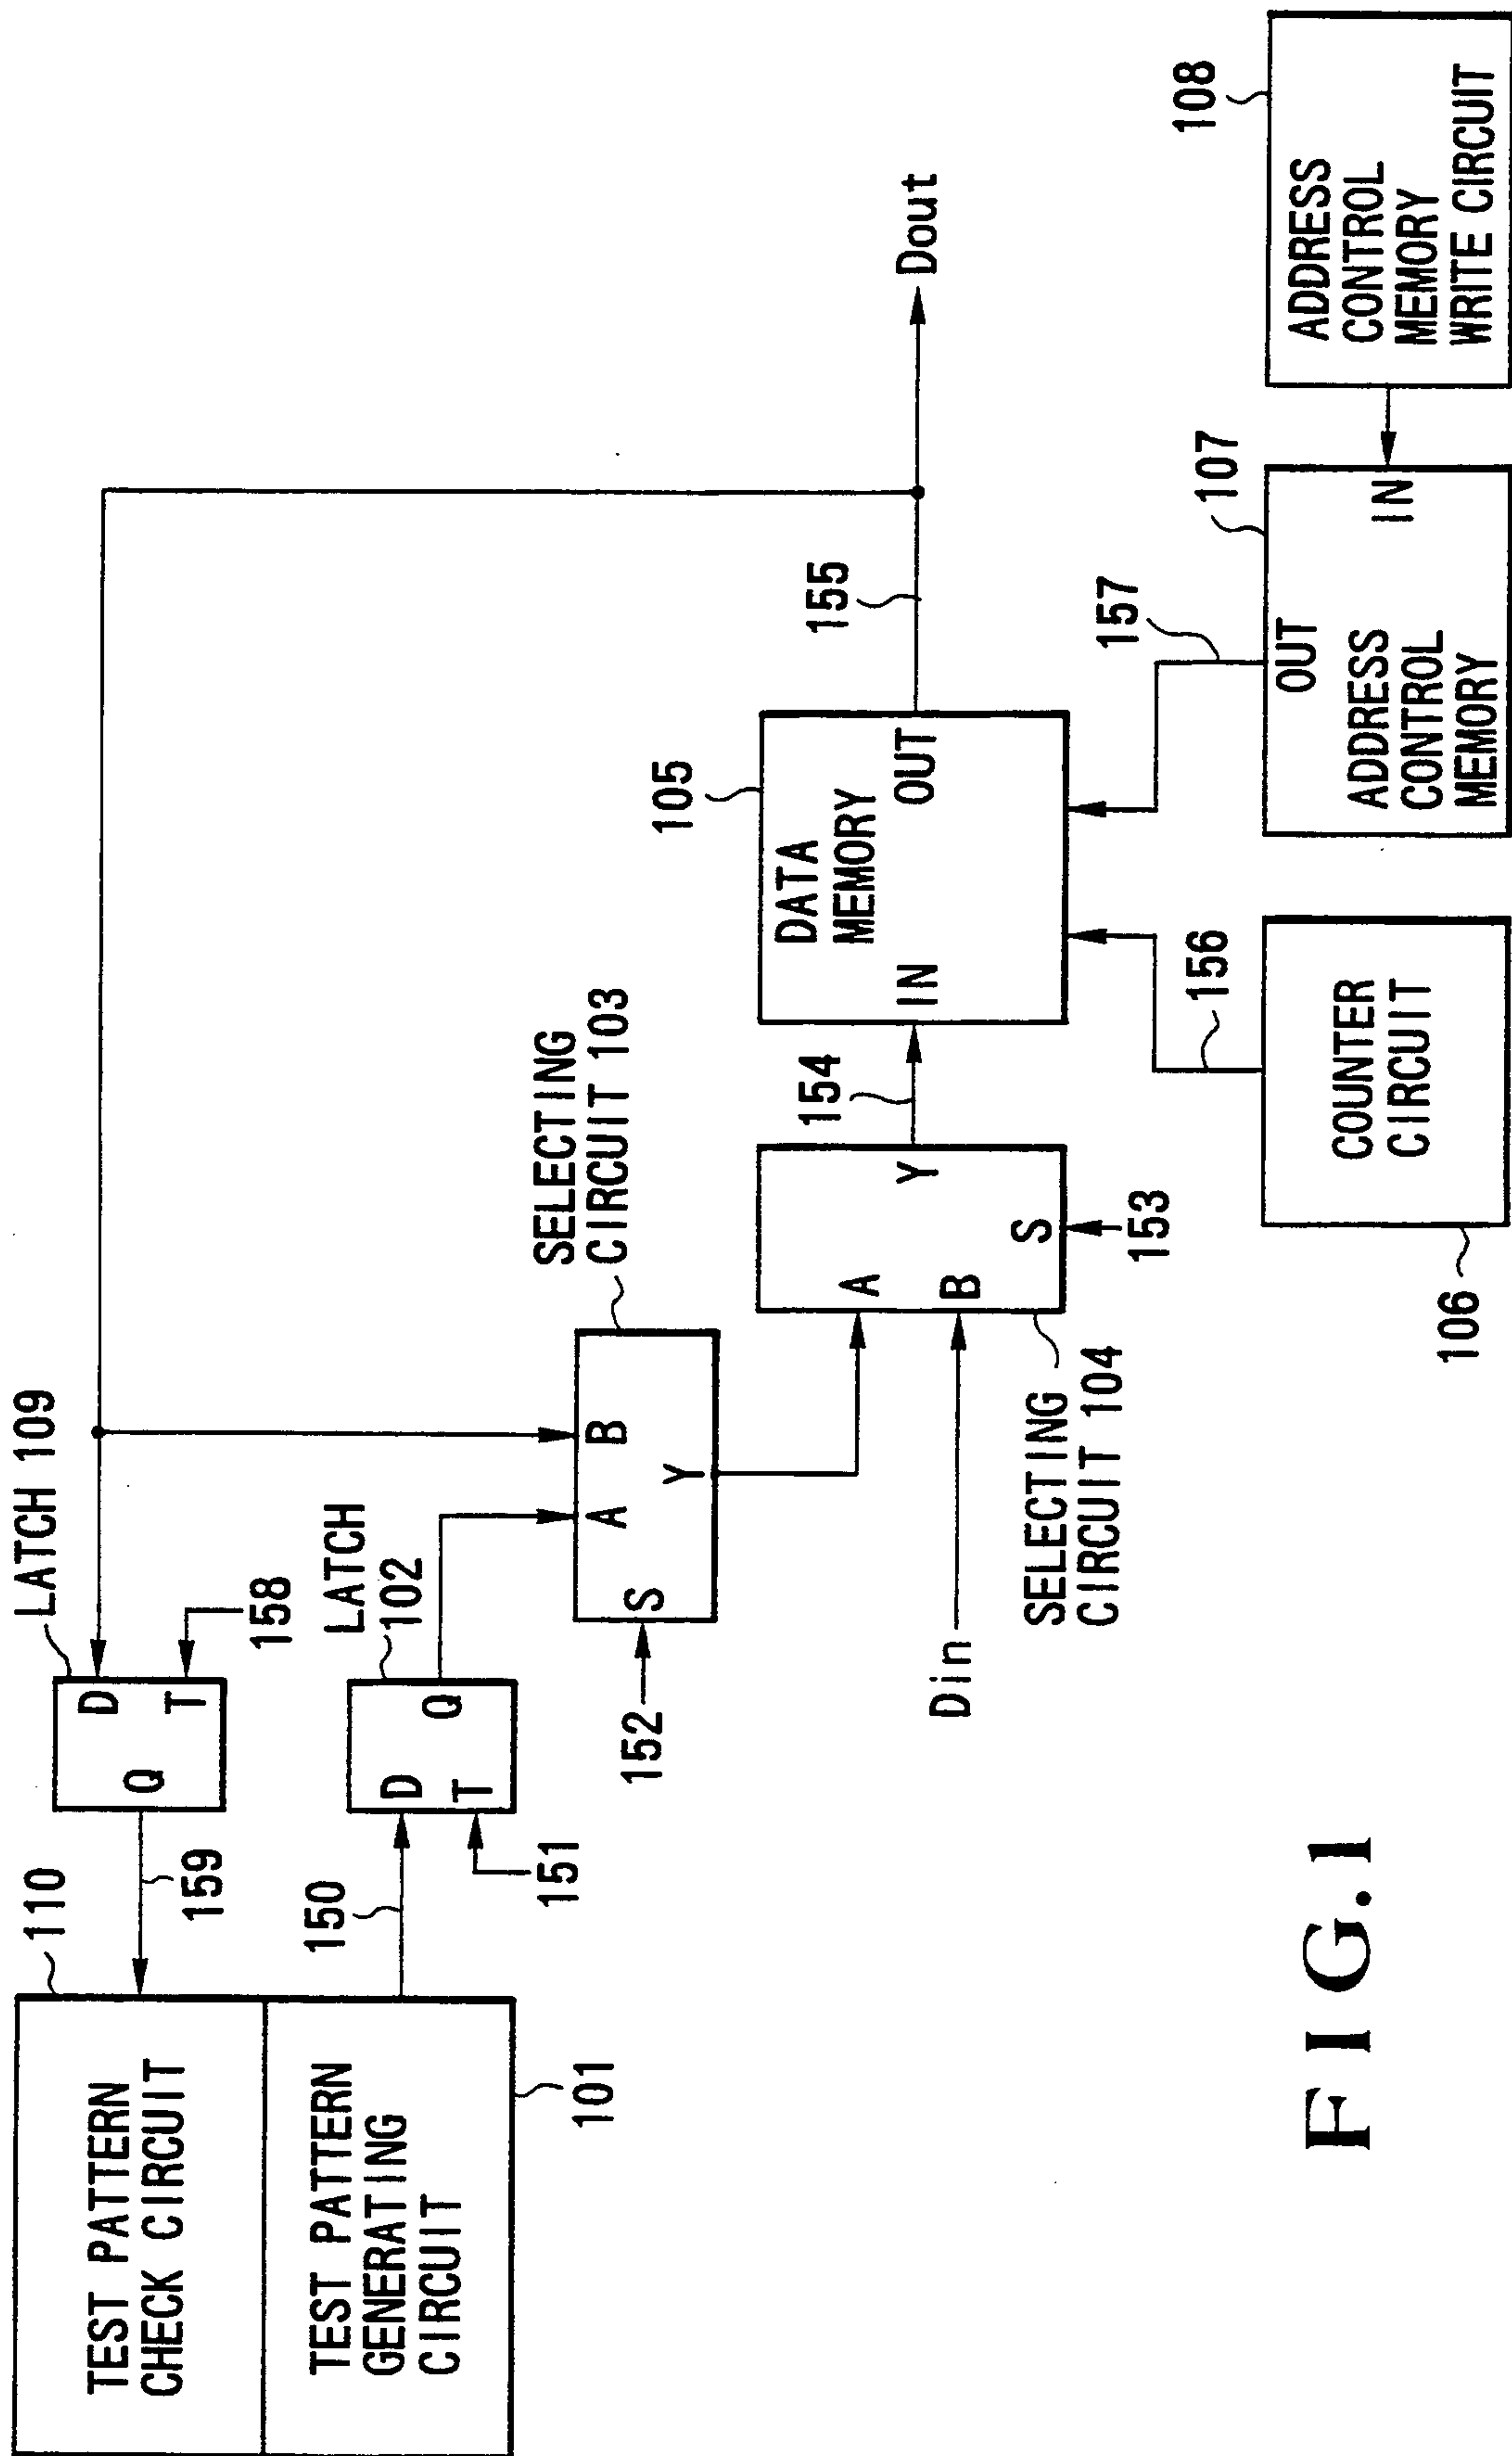 110
TEST PATTERN
CHECK CIRCUIT
159
LATCH 109
D
T
Q
158
TEST PATTERN
GENERATING
CIRCUIT
101
150
151
LATCH
102
D
T
Q
152
SELECTING
CIRCUIT 103
S
A
B
Y
Din
SELECTING
CIRCUIT 104
A
B
S
Y
153
154
105
DATA
MEMORY
IN
OUT
155
Dout
156
157
106
COUNTER
CIRCUIT
107
OUT
IN
ADDRESS
CONTROL
MEMORY
108
ADDRESS
CONTROL
MEMORY
WRITE CIRCUIT
FIG.1